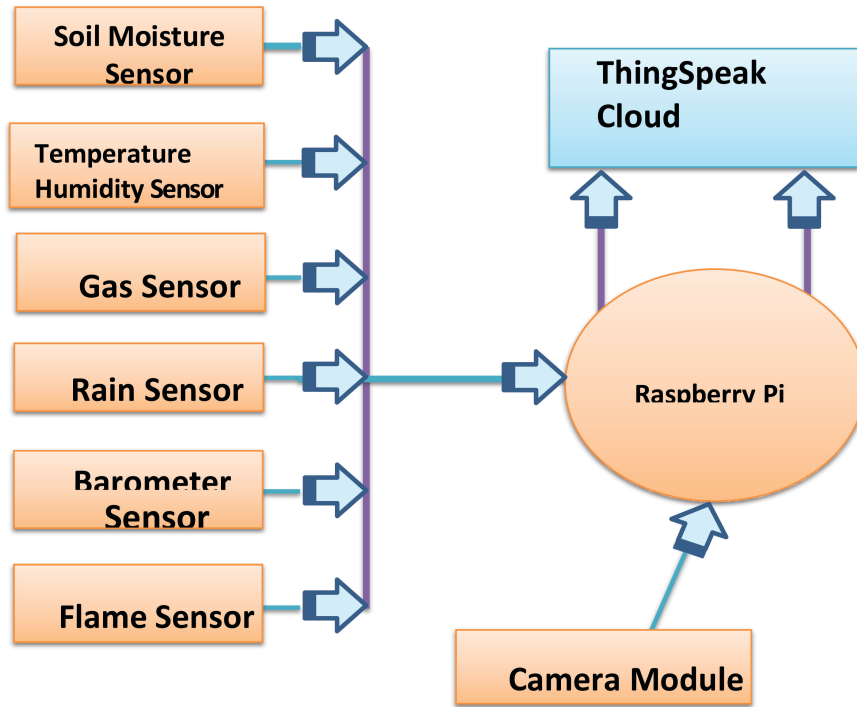 Soil Moisture
Sensor
Temperature
Humidity Sensor
Gas Sensor
Rain Sensor
Barometer
Sensor
Flame Sensor
ThingSpeak
Cloud
Raspberry Pi
Camera Module